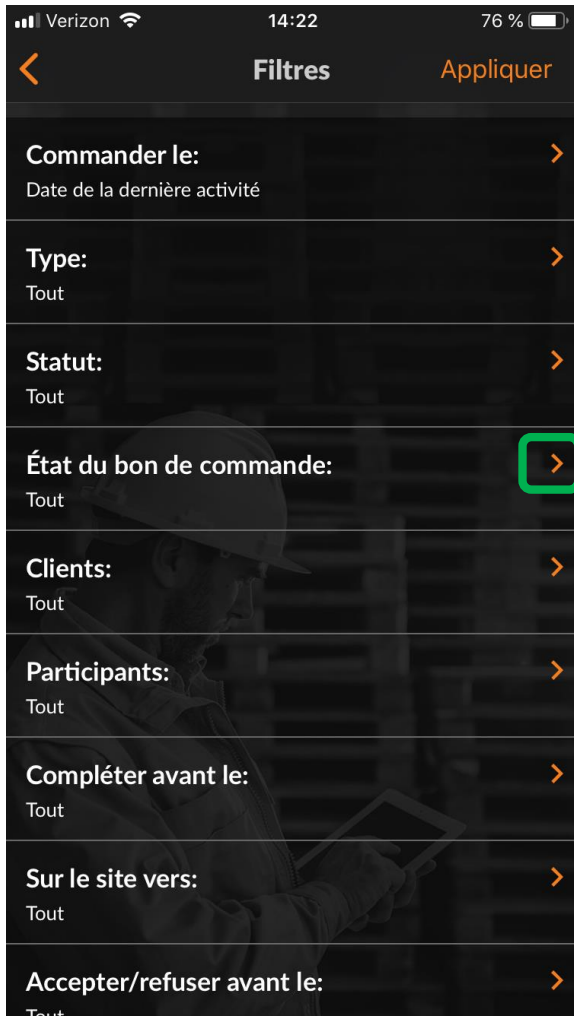 Verizon 14:22 76 %
Filtres Appliquer
Commander le:
Date de la dernière activité
Type:
Tout
Statut:
Tout
État du bon de commande:
Tout
Clients:
Tout
Participants:
Tout
Compléter avant le:
Tout
Sur le site vers:
Tout
Accepter/refuser avant le:
Tout